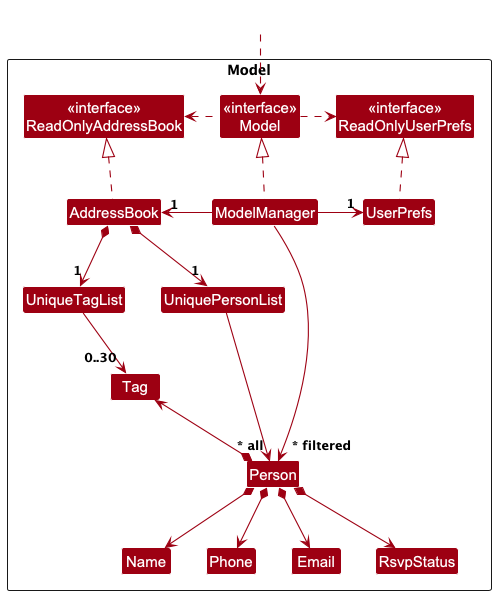 Model
«interface»
ReadOnlyAddressBook
«interface»
Model
«interface»
ReadOnlyUserPrefs
AddressBook
1
ModelManager
1
UserPrefs
1
1
UniqueTagList
UniquePersonList
0..30
Tag
* all
* filtered
Person
Name
Phone
Email
RsvpStatus